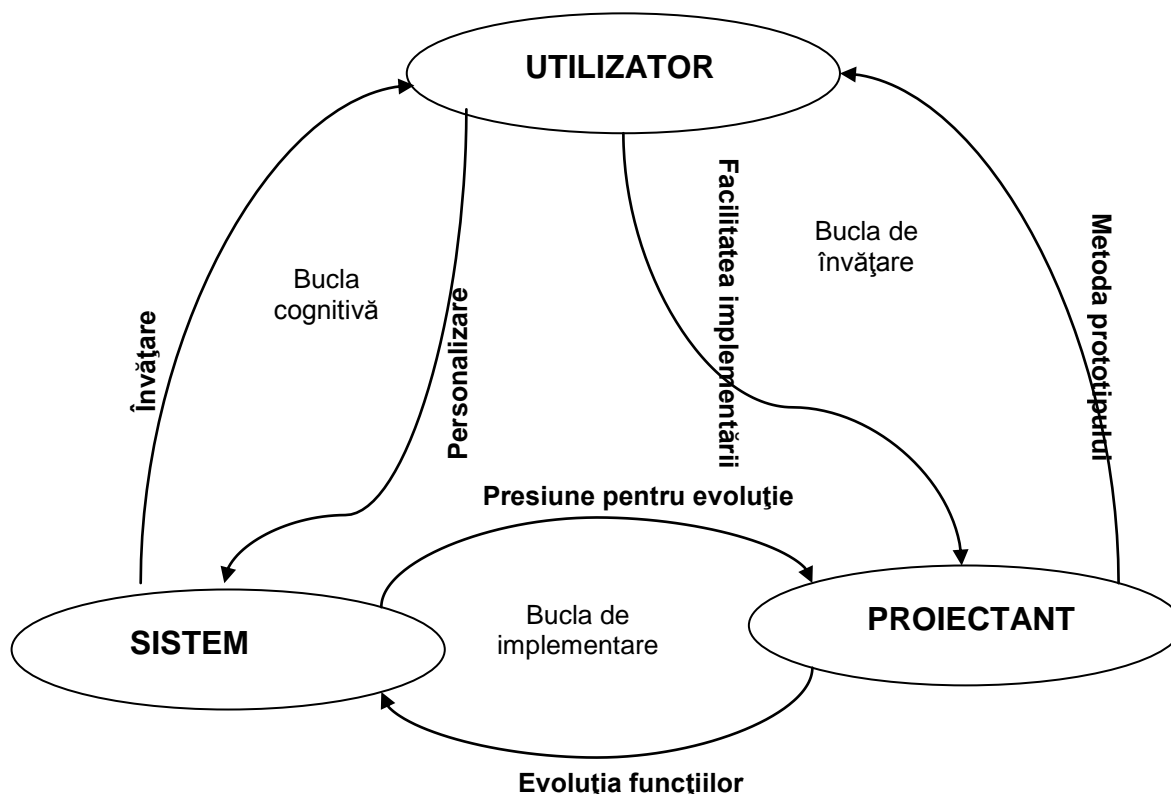 UTILIZATOR
Învăţare
Bucla
cognitivă
Personalizare
Facilitatea implementării
Bucla de
învăţare
Metoda prototipului
Presiune pentru evoluţie
SISTEM
Bucla de
implementare
PROIECTANT
Evoluţia funcţiilor